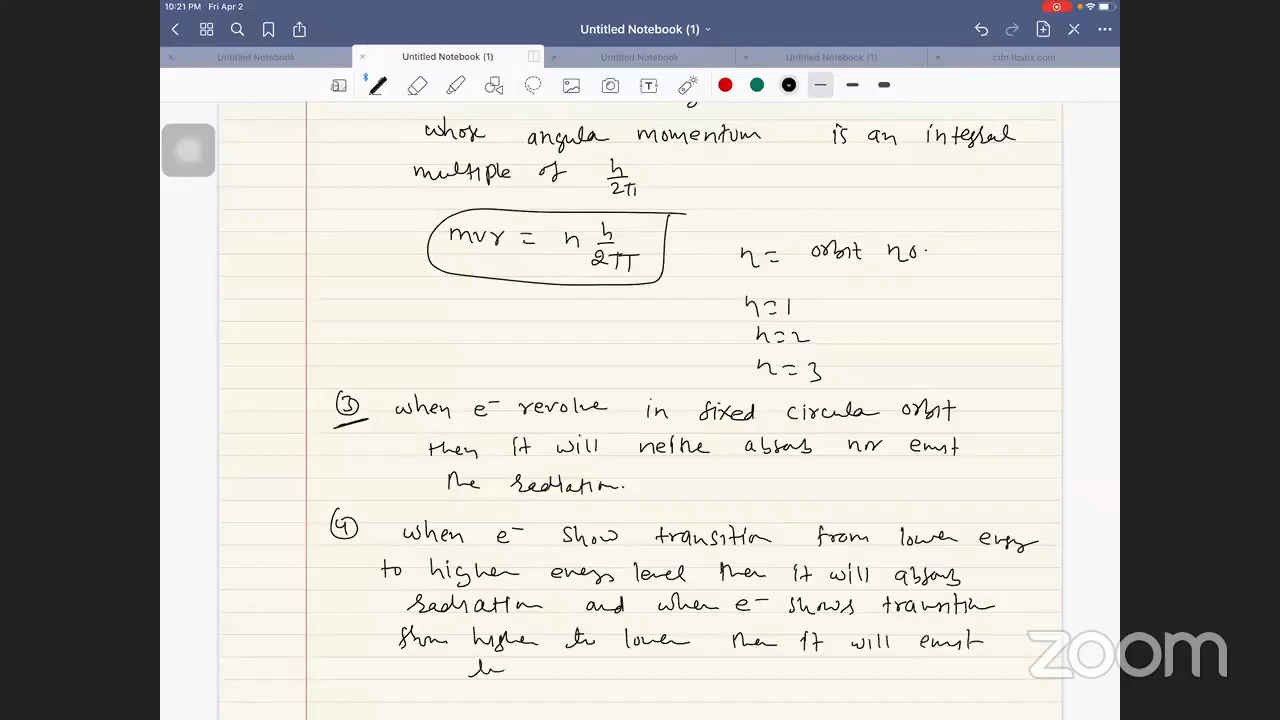 10:21 PM Fri Apr 2
Untitled Notebook (1)
Untitled Notebook
Untitled Notebook (1)
Untitled Notebook
Untitled Notebook (1)
cdn.fbsbx.com
whose angula momentum is an integral
multiple of h/2π
mvr = n h/2π
n = orbit no.
n=1
n=2
n=3
③ when e⁻ revolve in fixed circular orbit
then it will neithe absorb nor emit
the radiation.
④ when e⁻ show transition from lower energy
to higher energy level then it will absorb
radiation and when e⁻ shows transition
from higher to lower then it will emit
zoom